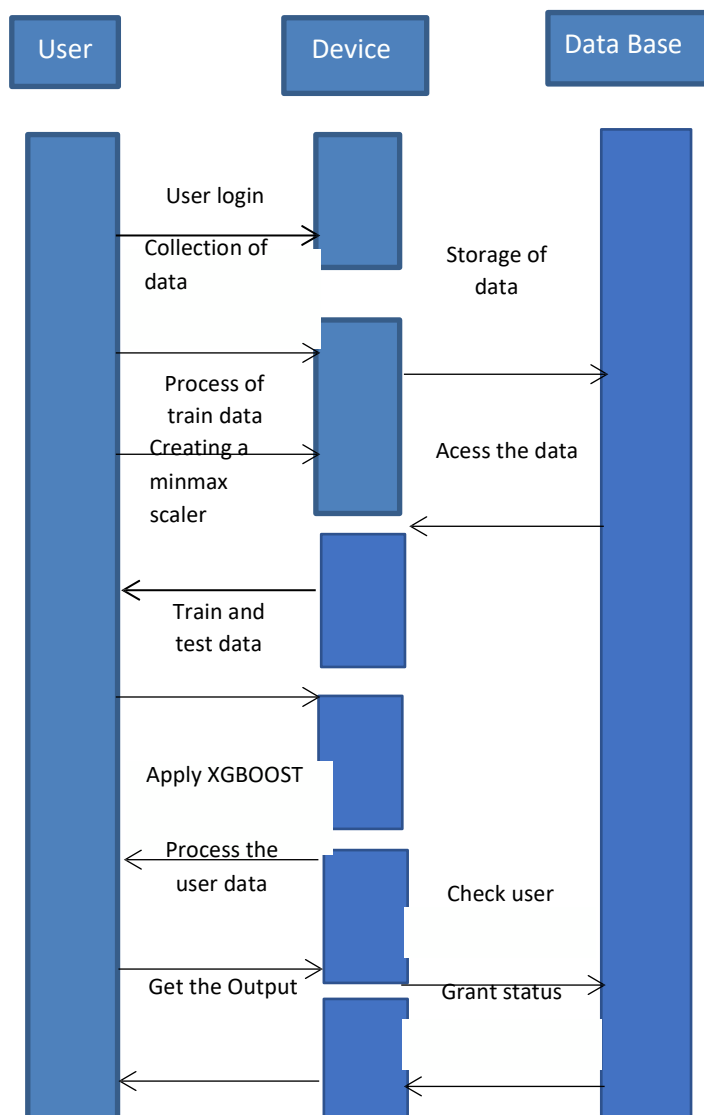 User
Device
Data Base
User login
Collection of
data
Storage of
data
Process of
train data
Creating a
minmax
scaler
Acess the data
Train and
test data
Apply XGBOOST
Process the
user data
Check user
Get the Output
Grant status